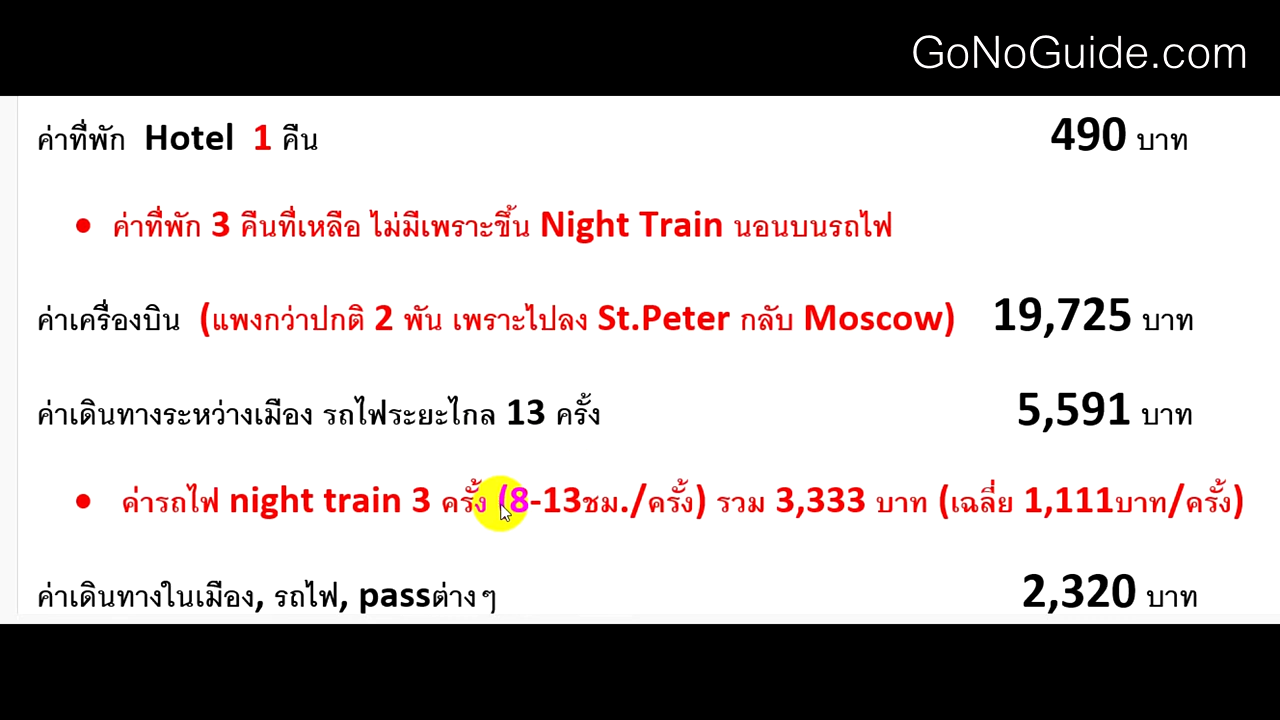 GoNoGuide.com
ค่าที่พัก Hotel 1 คืน 490 บาท
• ค่าที่พัก 3 คืนที่เหลือ ไม่มีเพราะขึ้น Night Train นอนบนรถไฟ
ค่าเครื่องบิน (แพงกว่าปกติ 2 พัน เพราะไปลง St.Peter กลับ Moscow) 19,725 บาท
ค่าเดินทางระหว่างเมือง รถไฟระยะไกล 13 ครั้ง 5,591 บาท
• ค่ารถไฟ night train 3 ครั้ง (8-13ชม./ครั้ง) รวม 3,333 บาท (เฉลี่ย 1,111บาท/ครั้ง)
ค่าเดินทางในเมือง, รถไฟ, passต่างๆ 2,320 บาท